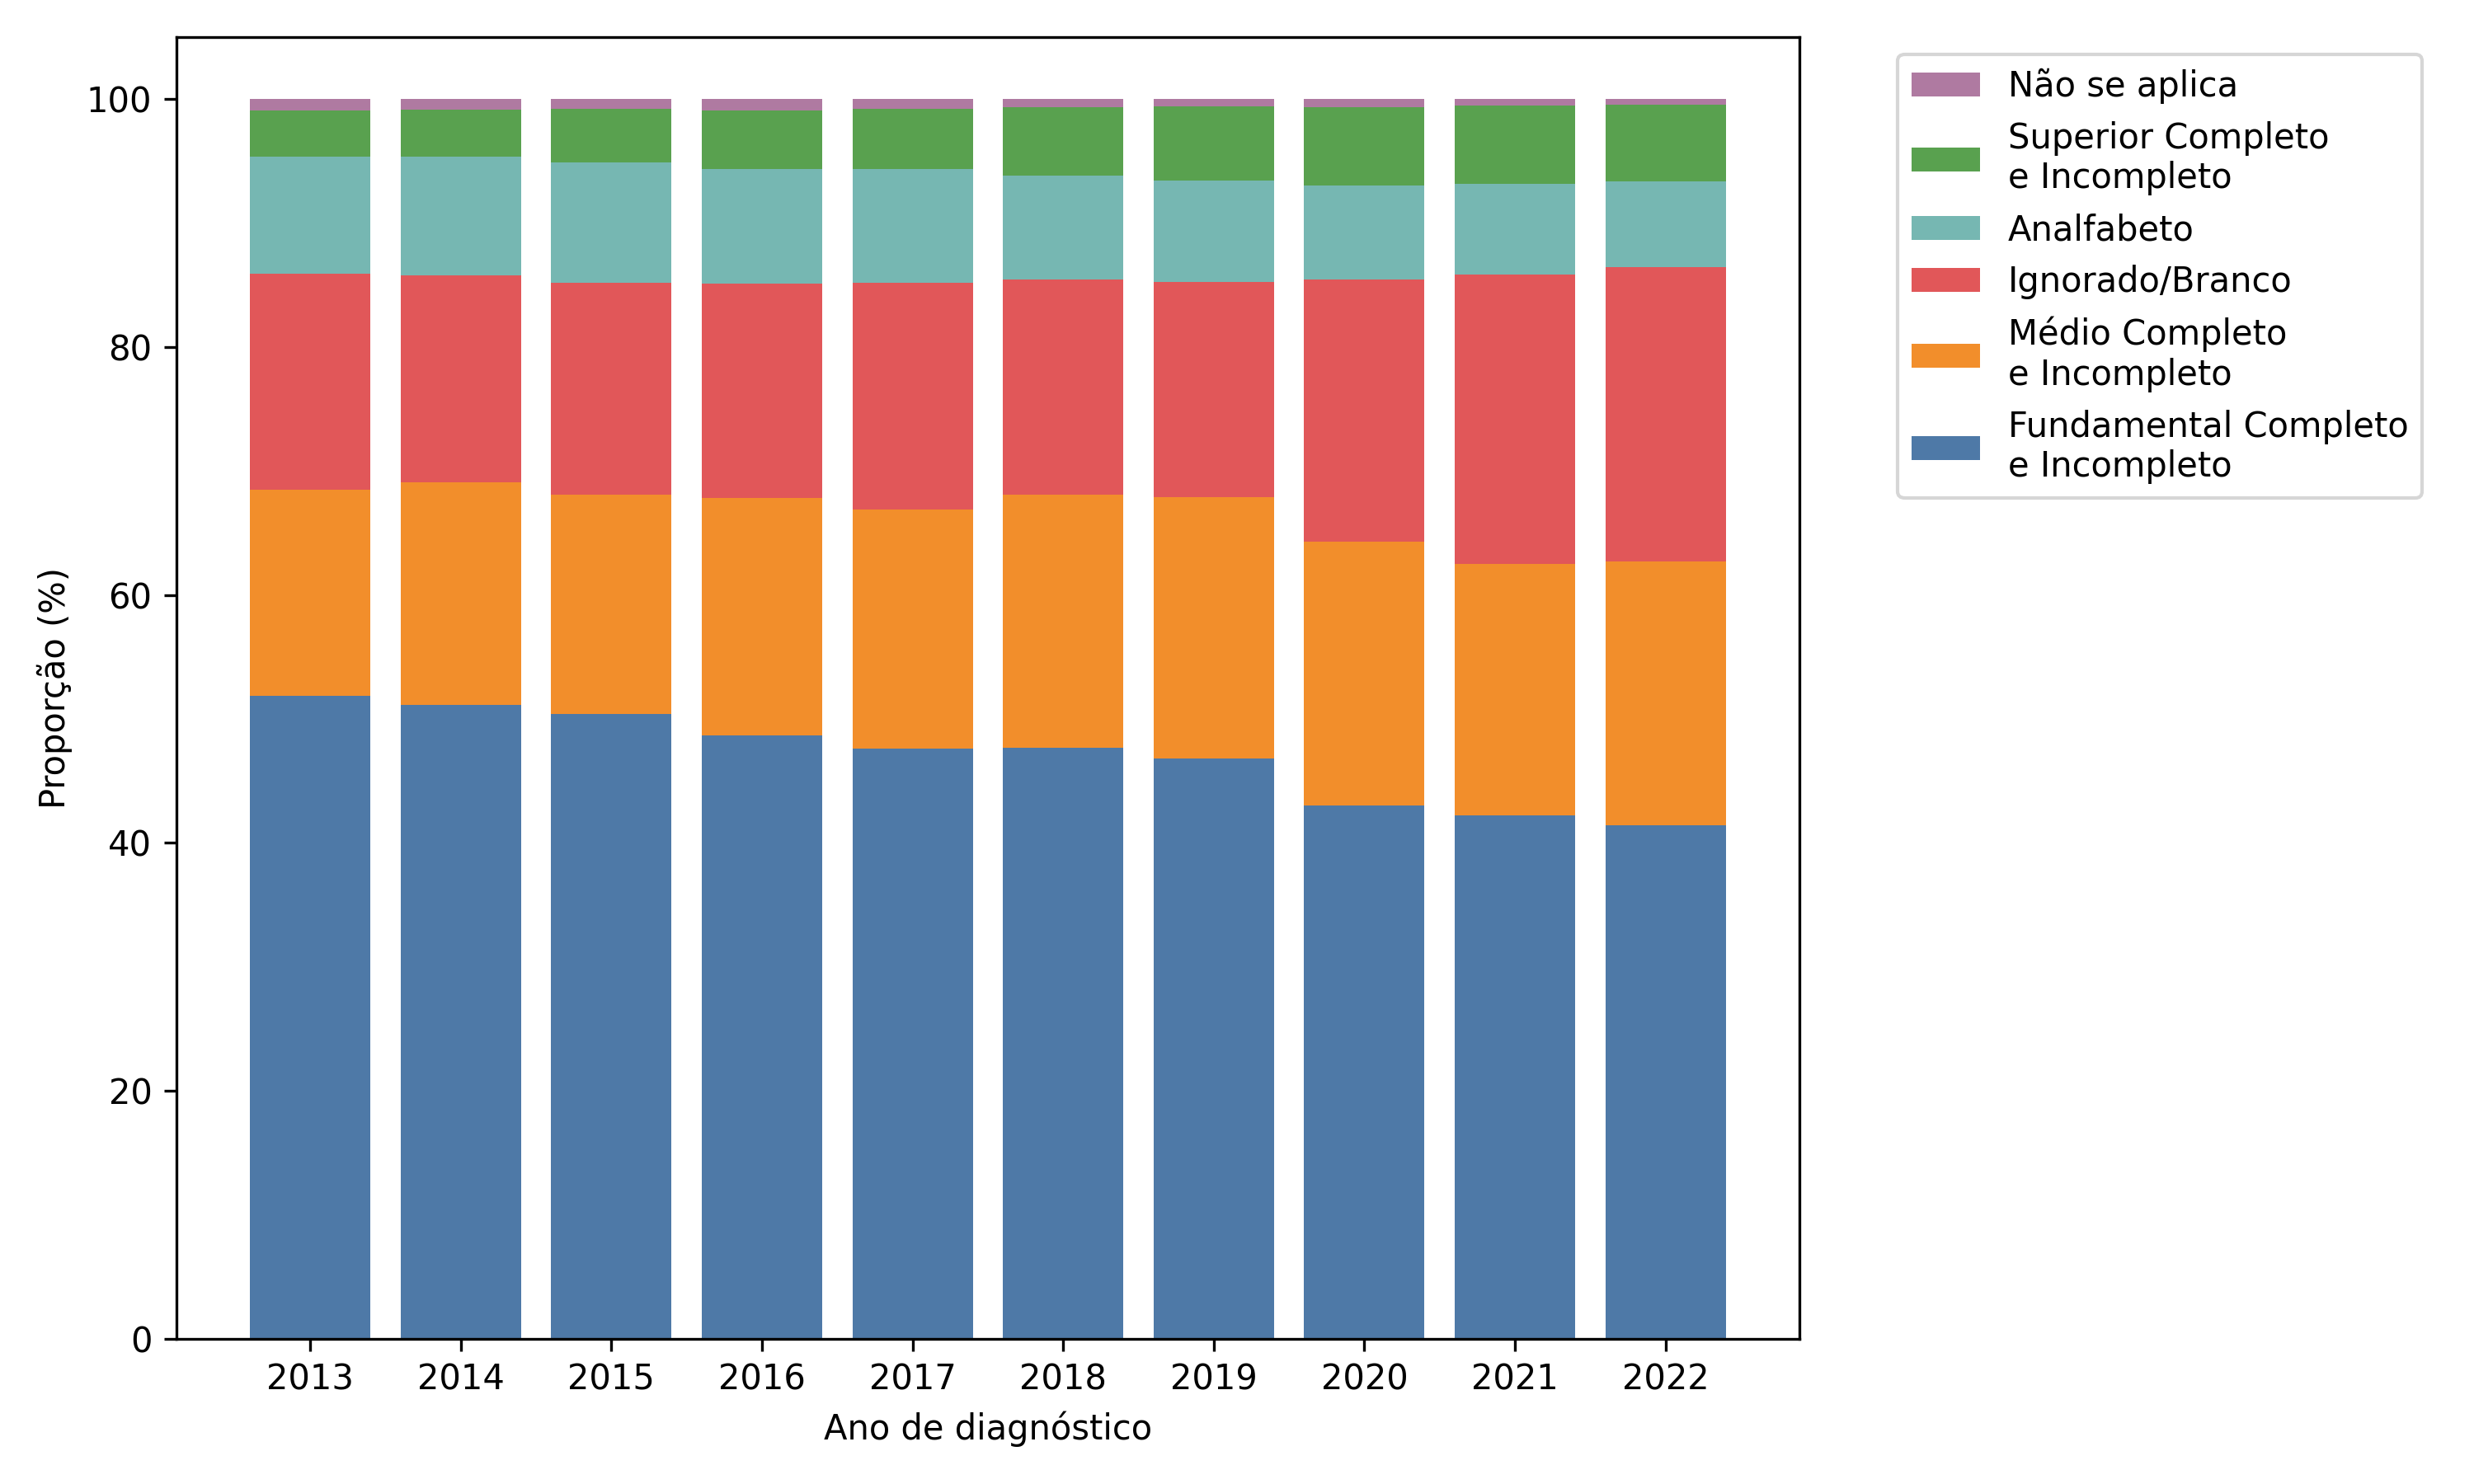 100
80
60
40
20
0
Proporção (%)
2013 2014 2015 2016 2017 2018 2019 2020 2021 2022
Ano de diagnóstico
Não se aplica
Superior Completo
e Incompleto
Analfabeto
Ignorado/Branco
Médio Completo
e Incompleto
Fundamental Completo
e Incompleto